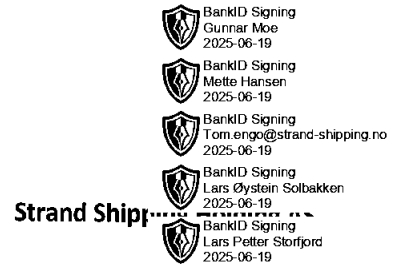 BankID Signing
Gunnar Moe
2025-06-19
BankID Signing
Mette Hansen
2025-06-19
BankID Signing
Tom.engo@strand-shipping.no
2025-06-19
BankID Signing
Lars Øystein Solbakken
2025-06-19
Strand Shipping
BankID Signing
Lars Petter Storfjord
2025-06-19